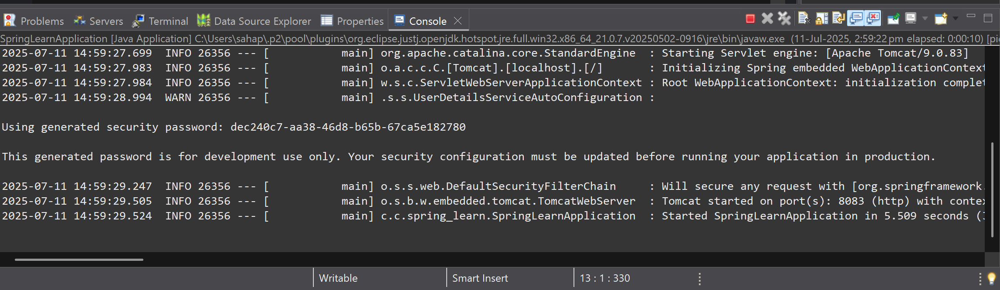 Problems Servers Terminal Data Source Explorer Properties Console
SpringLearnApplication [Java Application] C:\Users\sahap\.p2\pool\plugins\org.eclipse.justj.openjdk.hotspot.jre.full.win32.x86_64_21.0.7.v20250502-0916\jre\bin\javaw.exe (11-Jul-2025, 2:59:22 pm elapsed: 0:00:10) [pi
2025-07-11 14:59:27.699  INFO 26356 --- [           main] org.apache.catalina.core.StandardEngine  : Starting Servlet engine: [Apache Tomcat/9.0.83]
2025-07-11 14:59:27.983  INFO 26356 --- [           main] o.a.c.c.C.[Tomcat].[localhost].[/]       : Initializing Spring embedded WebApplicationContext
2025-07-11 14:59:27.984  INFO 26356 --- [           main] w.s.c.ServletWebServerApplicationContext : Root WebApplicationContext: initialization complet
2025-07-11 14:59:28.994  WARN 26356 --- [           main] .s.s.UserDetailsServiceAutoConfiguration :
Using generated security password: dec240c7-aa38-46d8-b65b-67ca5e182780
This generated password is for development use only. Your security configuration must be updated before running your application in production.
2025-07-11 14:59:29.247  INFO 26356 --- [           main] o.s.s.web.DefaultSecurityFilterChain     : Will secure any request with [org.springframework.
2025-07-11 14:59:29.505  INFO 26356 --- [           main] o.s.b.w.embedded.tomcat.TomcatWebServer  : Tomcat started on port(s): 8083 (http) with contex
2025-07-11 14:59:29.524  INFO 26356 --- [           main] c.c.spring_learn.SpringLearnApplication  : Started SpringLearnApplication in 5.509 seconds (
Writable Smart Insert 13 : 1 : 330